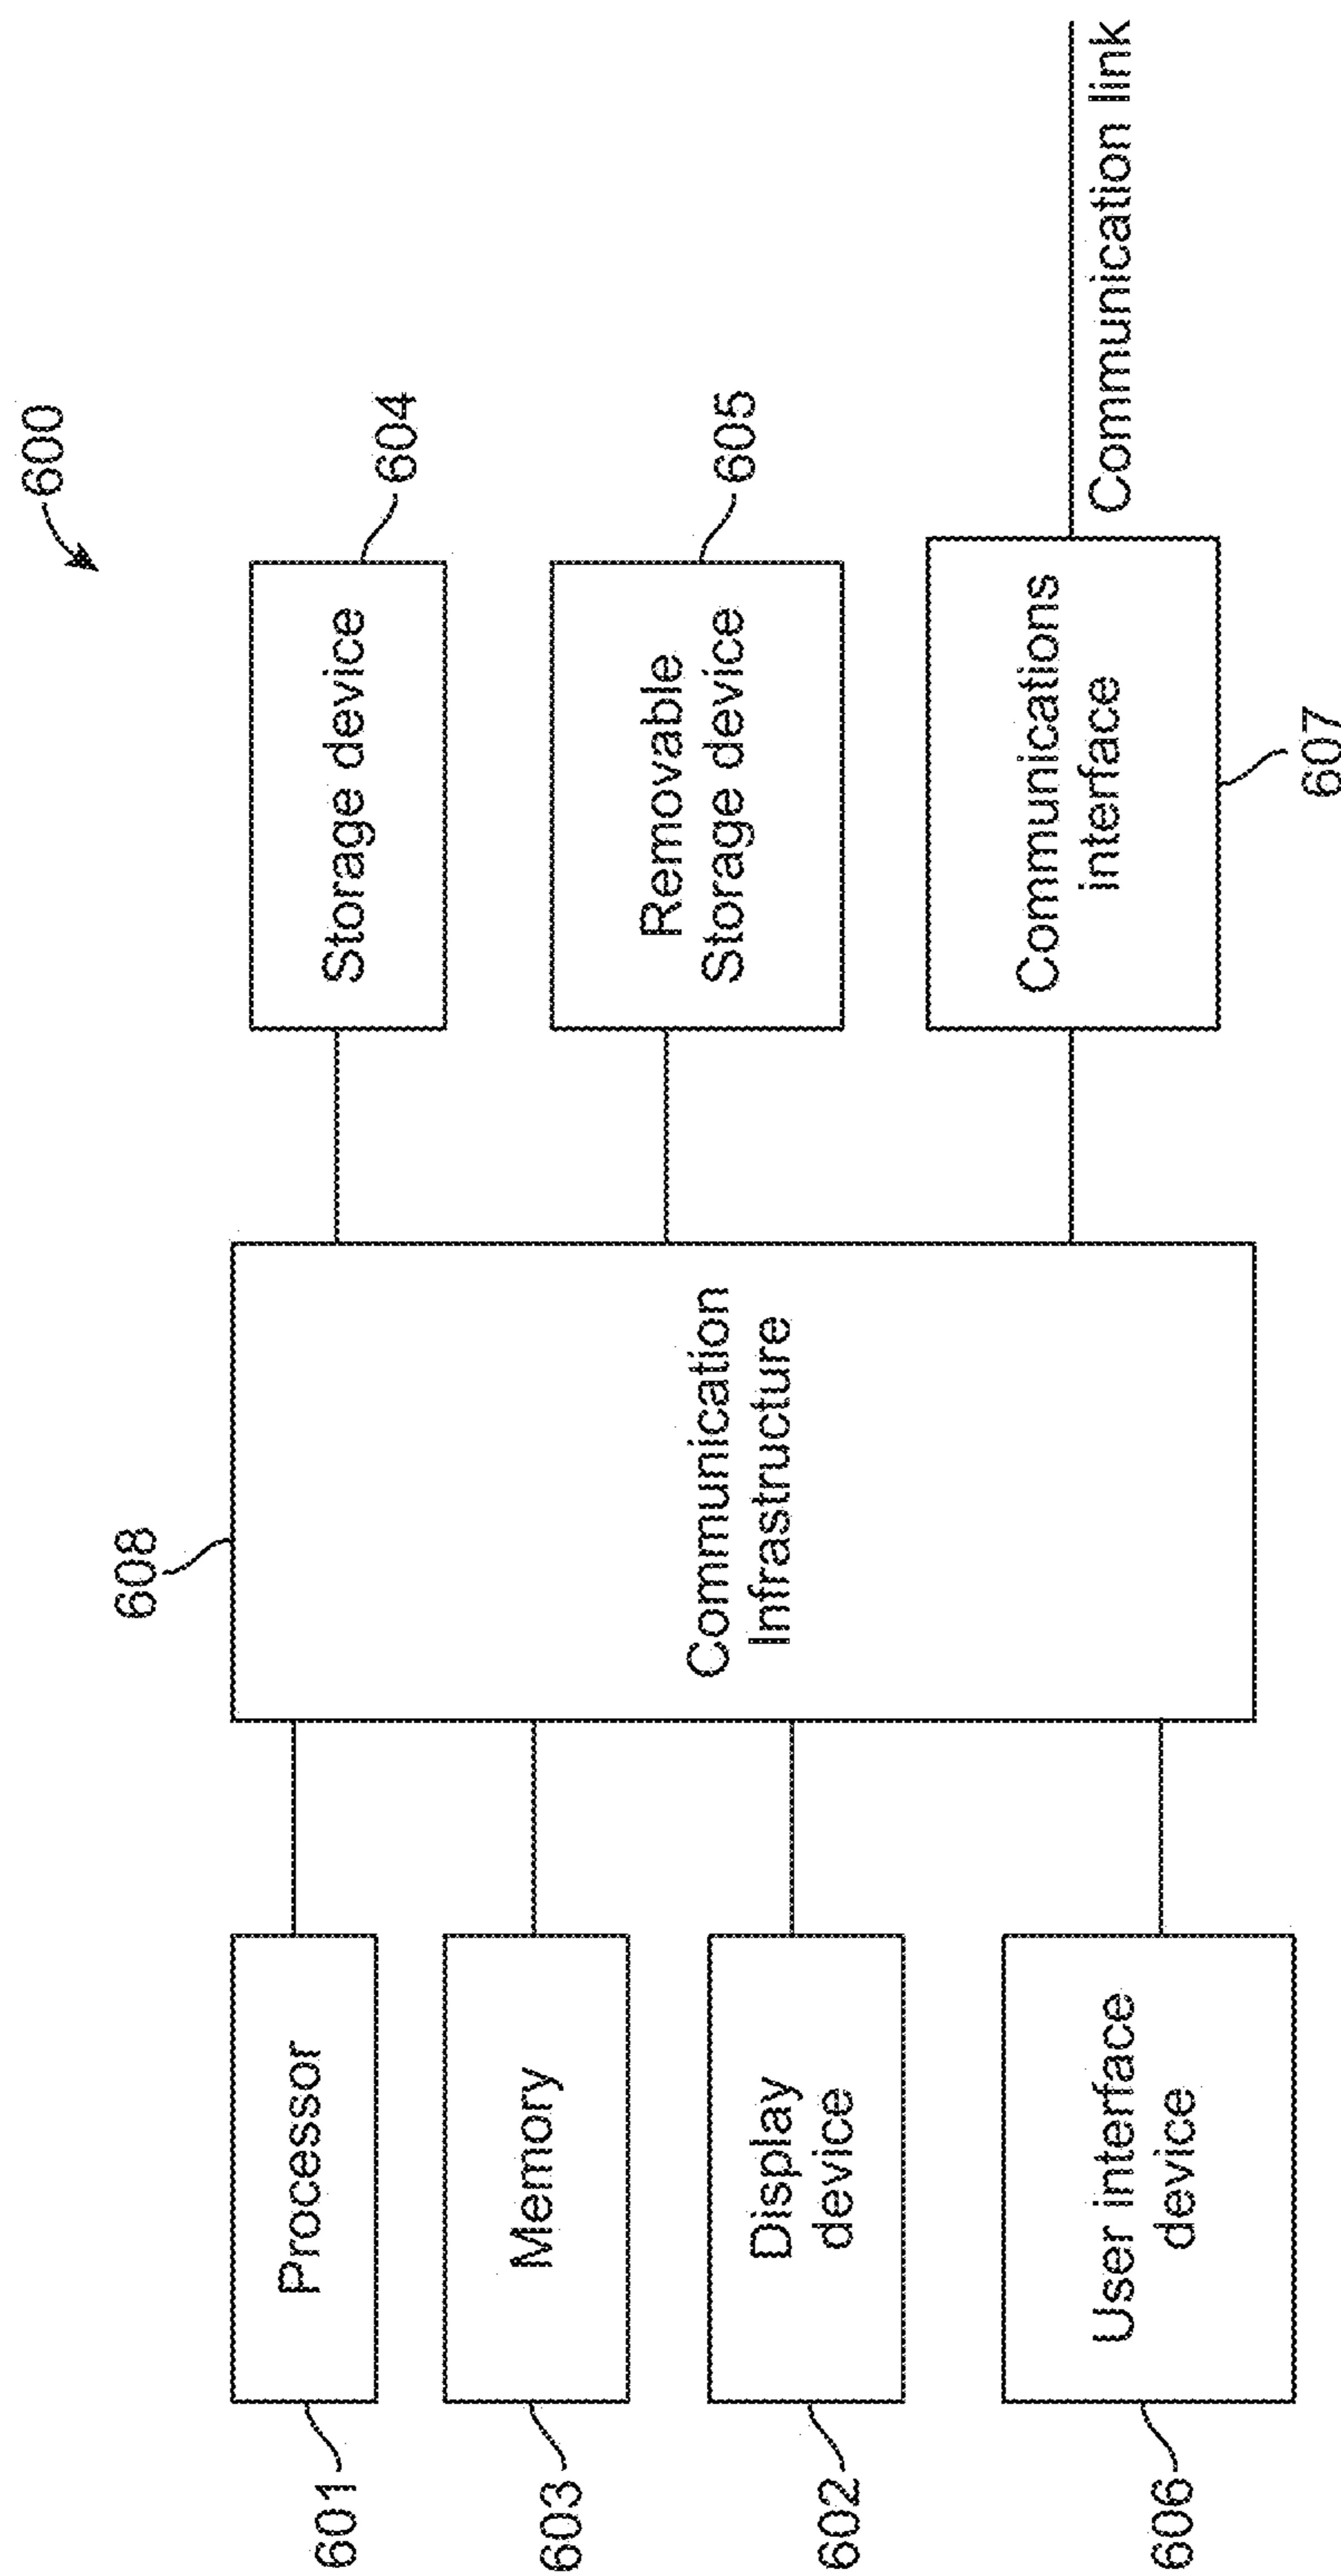 600
608
601
Processor
603
Memory
602
Display
device
606
User interface
device
Communication
Infrastructure
Storage device
604
Removable
Storage device
605
Communications
interface
607
Communication link